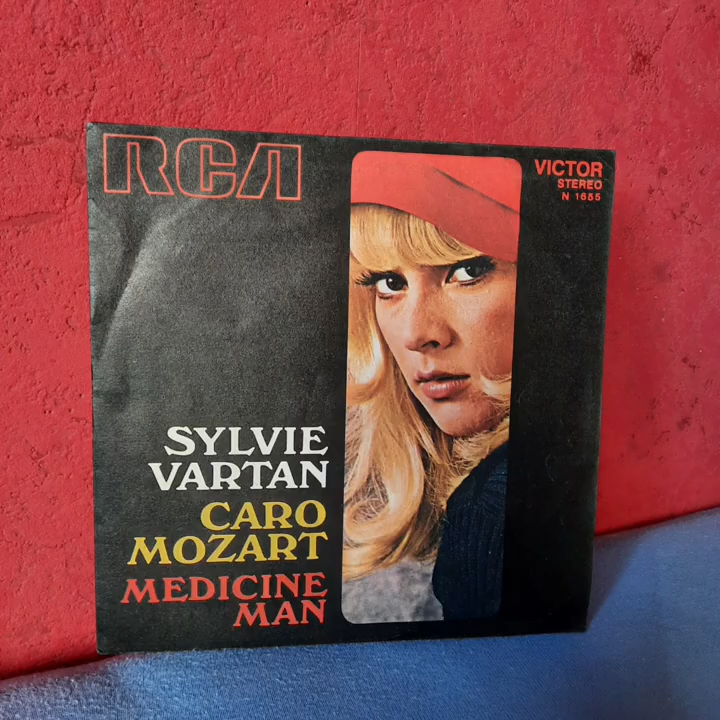 RCA
VICTOR
STEREO
N 1655
SYLVIE
VARTAN
CARO
MOZART
MEDICINE
MAN